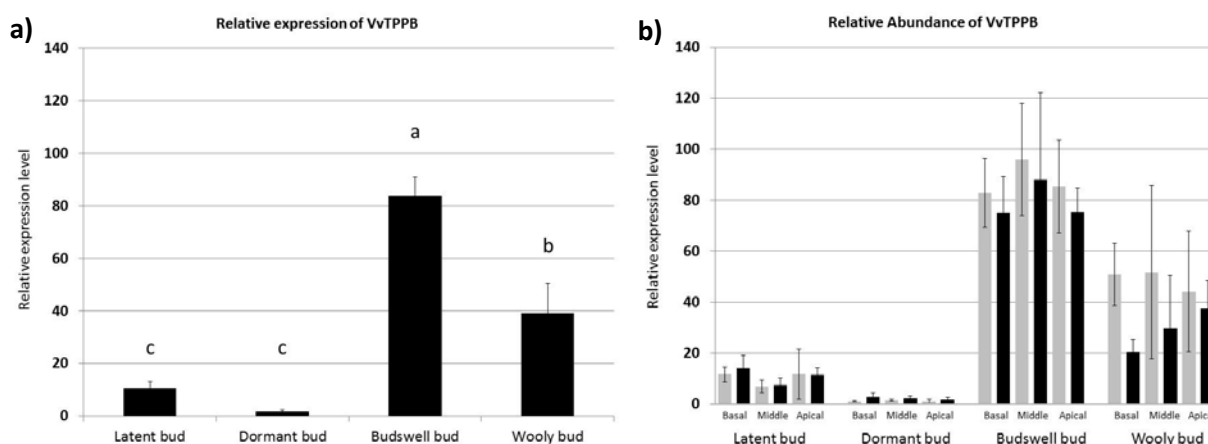 a)
Relative expression of VvTPPB
Relative expression level
140
120
100
80
60
40
20
0
a
b
c
c
Latent bud
Dormant bud
Budswell bud
Wooly bud
b)
Relative Abundance of VvTPPB
Relative expression level
140
120
100
80
60
40
20
0
Basal Middle Apical Basal Middle Apical Basal Middle Apical Basal Middle Apical
Latent bud Dormant bud Budswell bud Wooly bud